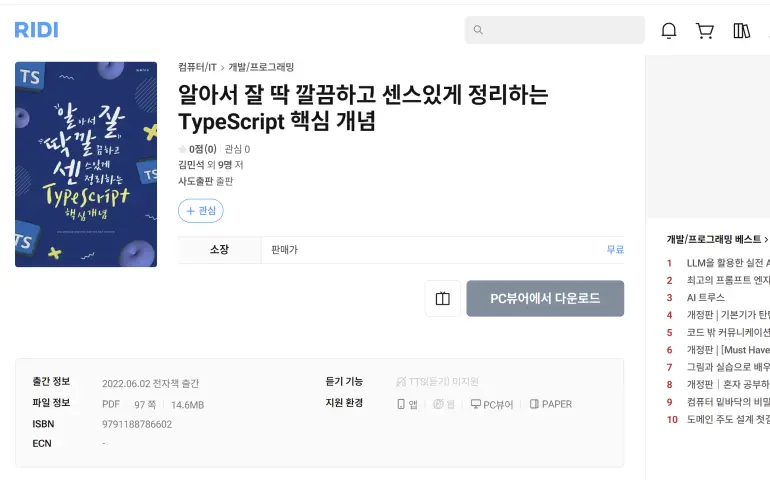 RIDI
컴퓨터/IT > 개발/프로그래밍
알아서 잘 딱 깔끔하고 센스있게 정리하는
TypeScript 핵심 개념
0점(0) 관심 0
김민석 외 9명 저
사도출판 출판
+ 관심
소장 판매가 무료
PC뷰어에서 다운로드
TS
알아서 잘
딱 깔
끔하고
센 스있게
정리하는
TypeScript
핵심개념
TS
TS
출간 정보 2022.06.02 전자책 출간
파일 정보 PDF 97 쪽 14.6MB
ISBN 9791188786602
ECN -
듣기 기능 TTS(듣기) 미지원
지원 환경 앱 웹 PC뷰어 PAPER
개발/프로그래밍 베스트 >
1 LLM을 활용한 실전 A
2 최고의 프롬프트 엔지
3 AI 트루스
4 개정판 | 기본기가 탄탄
5 코드 밖 커뮤니케이션
6 개정판 | [Must Have
7 그림과 실습으로 배우
8 개정판 | 혼자 공부하
9 컴퓨터 밑바닥의 비밀
10 도메인 주도 설계 첫걸